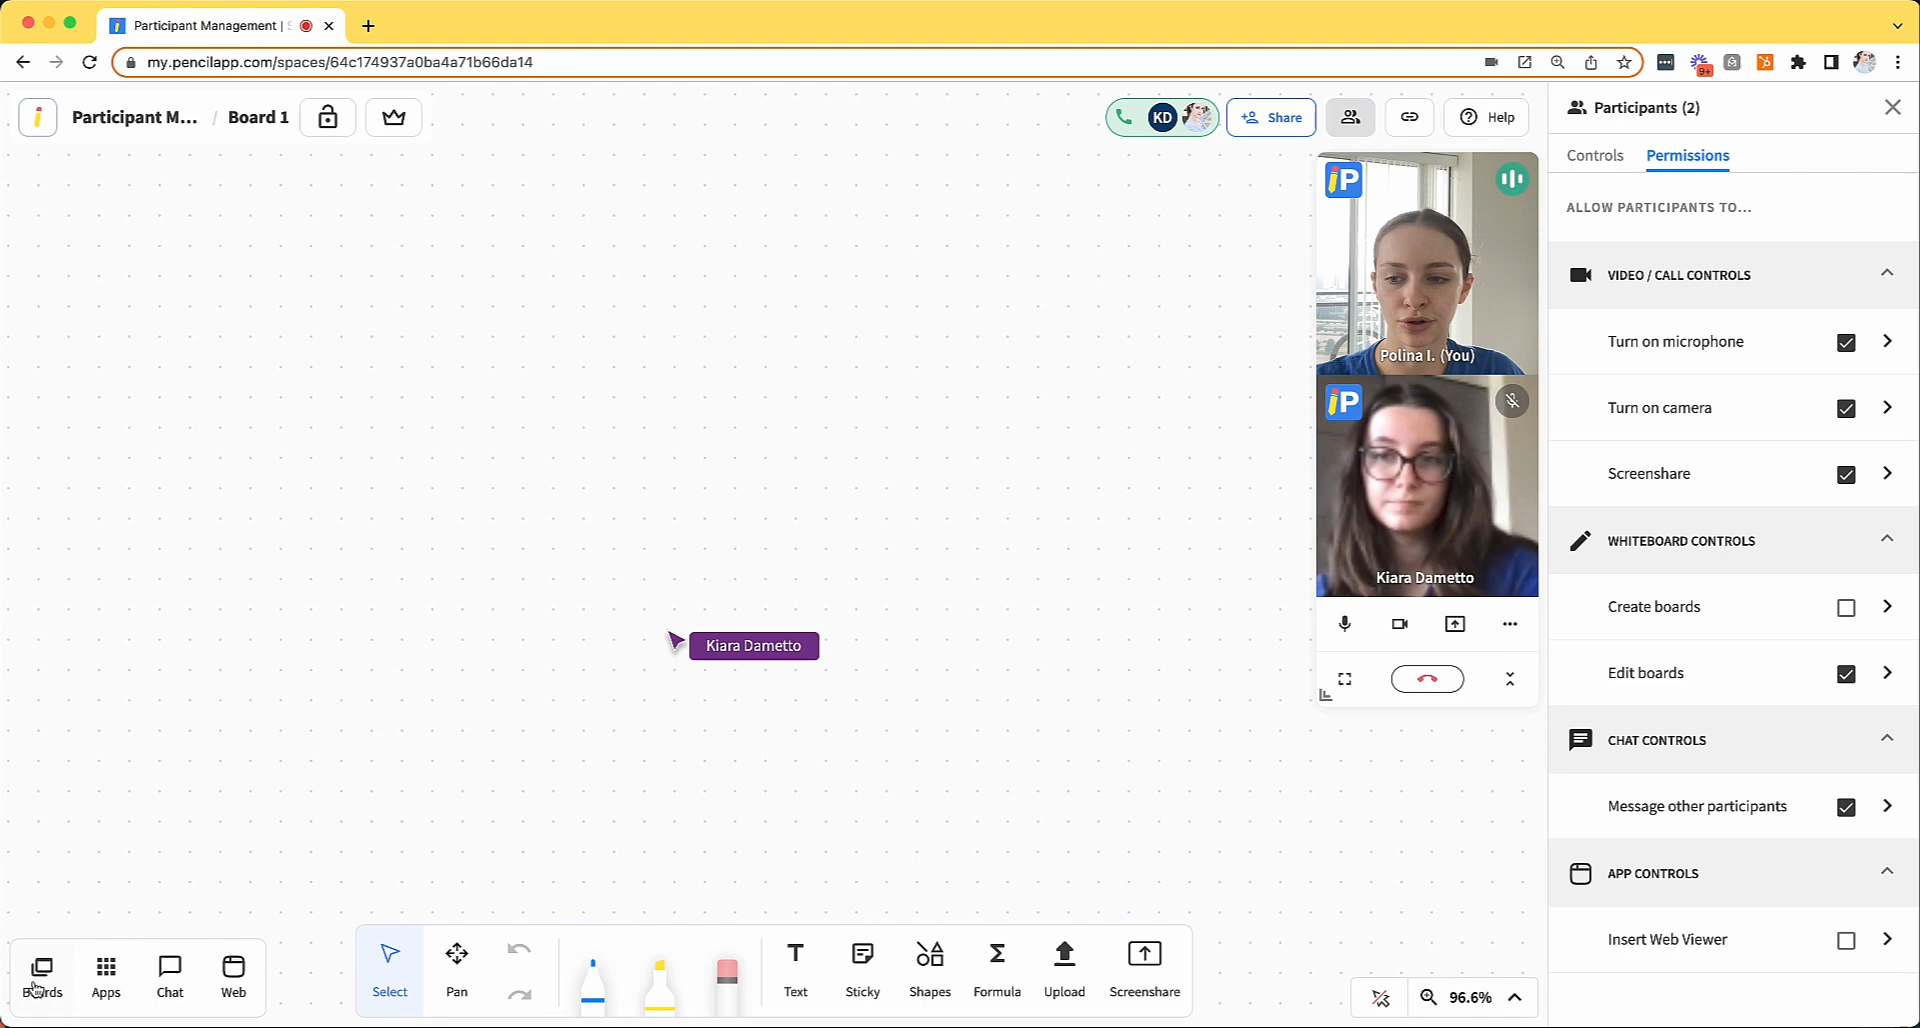 Participant Management |
my.pencilapp.com/spaces/64c174937a0ba4a71b66da14
9+
Participant M... / Board 1
KD
Share
Help
Participants (2)
Controls
Permissions
ALLOW PARTICIPANTS TO...
VIDEO / CALL CONTROLS
Turn on microphone
Turn on camera
Screenshare
WHITEBOARD CONTROLS
Create boards
Edit boards
CHAT CONTROLS
Message other participants
APP CONTROLS
Insert Web Viewer
P
Polina I. (You)
P
Kiara Dametto
Kiara Dametto
Apps
Chat
Web
Select
Pan
Text
Sticky
Shapes
Formula
Upload
Screenshare
96.6%